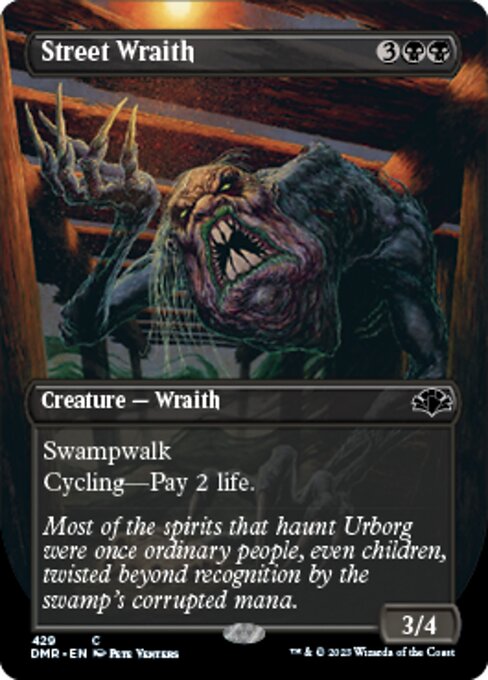 Street Wraith 3
Creature — Wraith
Swampwalk
Cycling—Pay 2 life.
Most of the spirits that haunt Urborg
were once ordinary people, even children,
twisted beyond recognition by the
swamp's corrupted mana.
3/4
429 C
DMR • EN Pete Venters
™ & © 2023 Wizards of the Coast